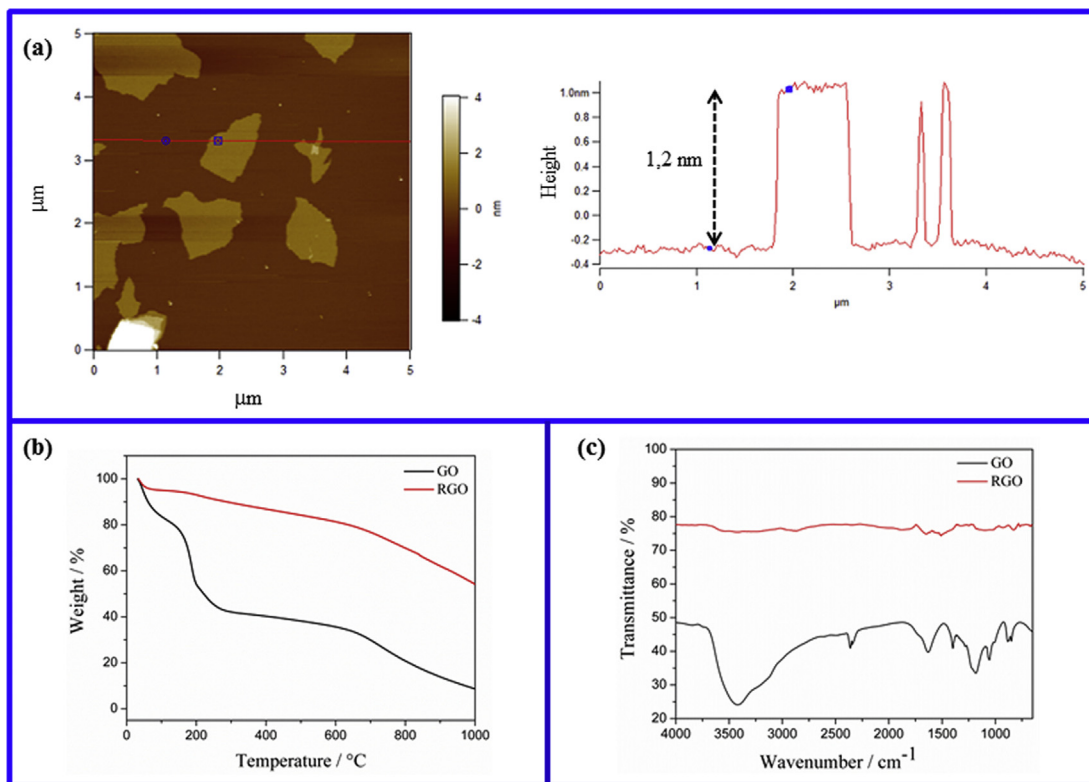 (a)
5
4
3
2
1
0
μm
0 1 2 3 4 5
μm
4
2
0
-2
-4
nm
1.0nm
0.8
0.6
0.4
0.2
0.0
-0.2
-0.4
Height
1,2 nm
0 1 2 3 4 5
μm
(b)
GO
RGO
100
80
60
40
20
0
Weight / %
0 200 400 600 800 1000
Temperature / °C
(c)
GO
RGO
100
90
80
70
60
50
40
30
20
Transmittance / %
4000 3500 3000 2500 2000 1500 1000
Wavenumber / cm⁻¹